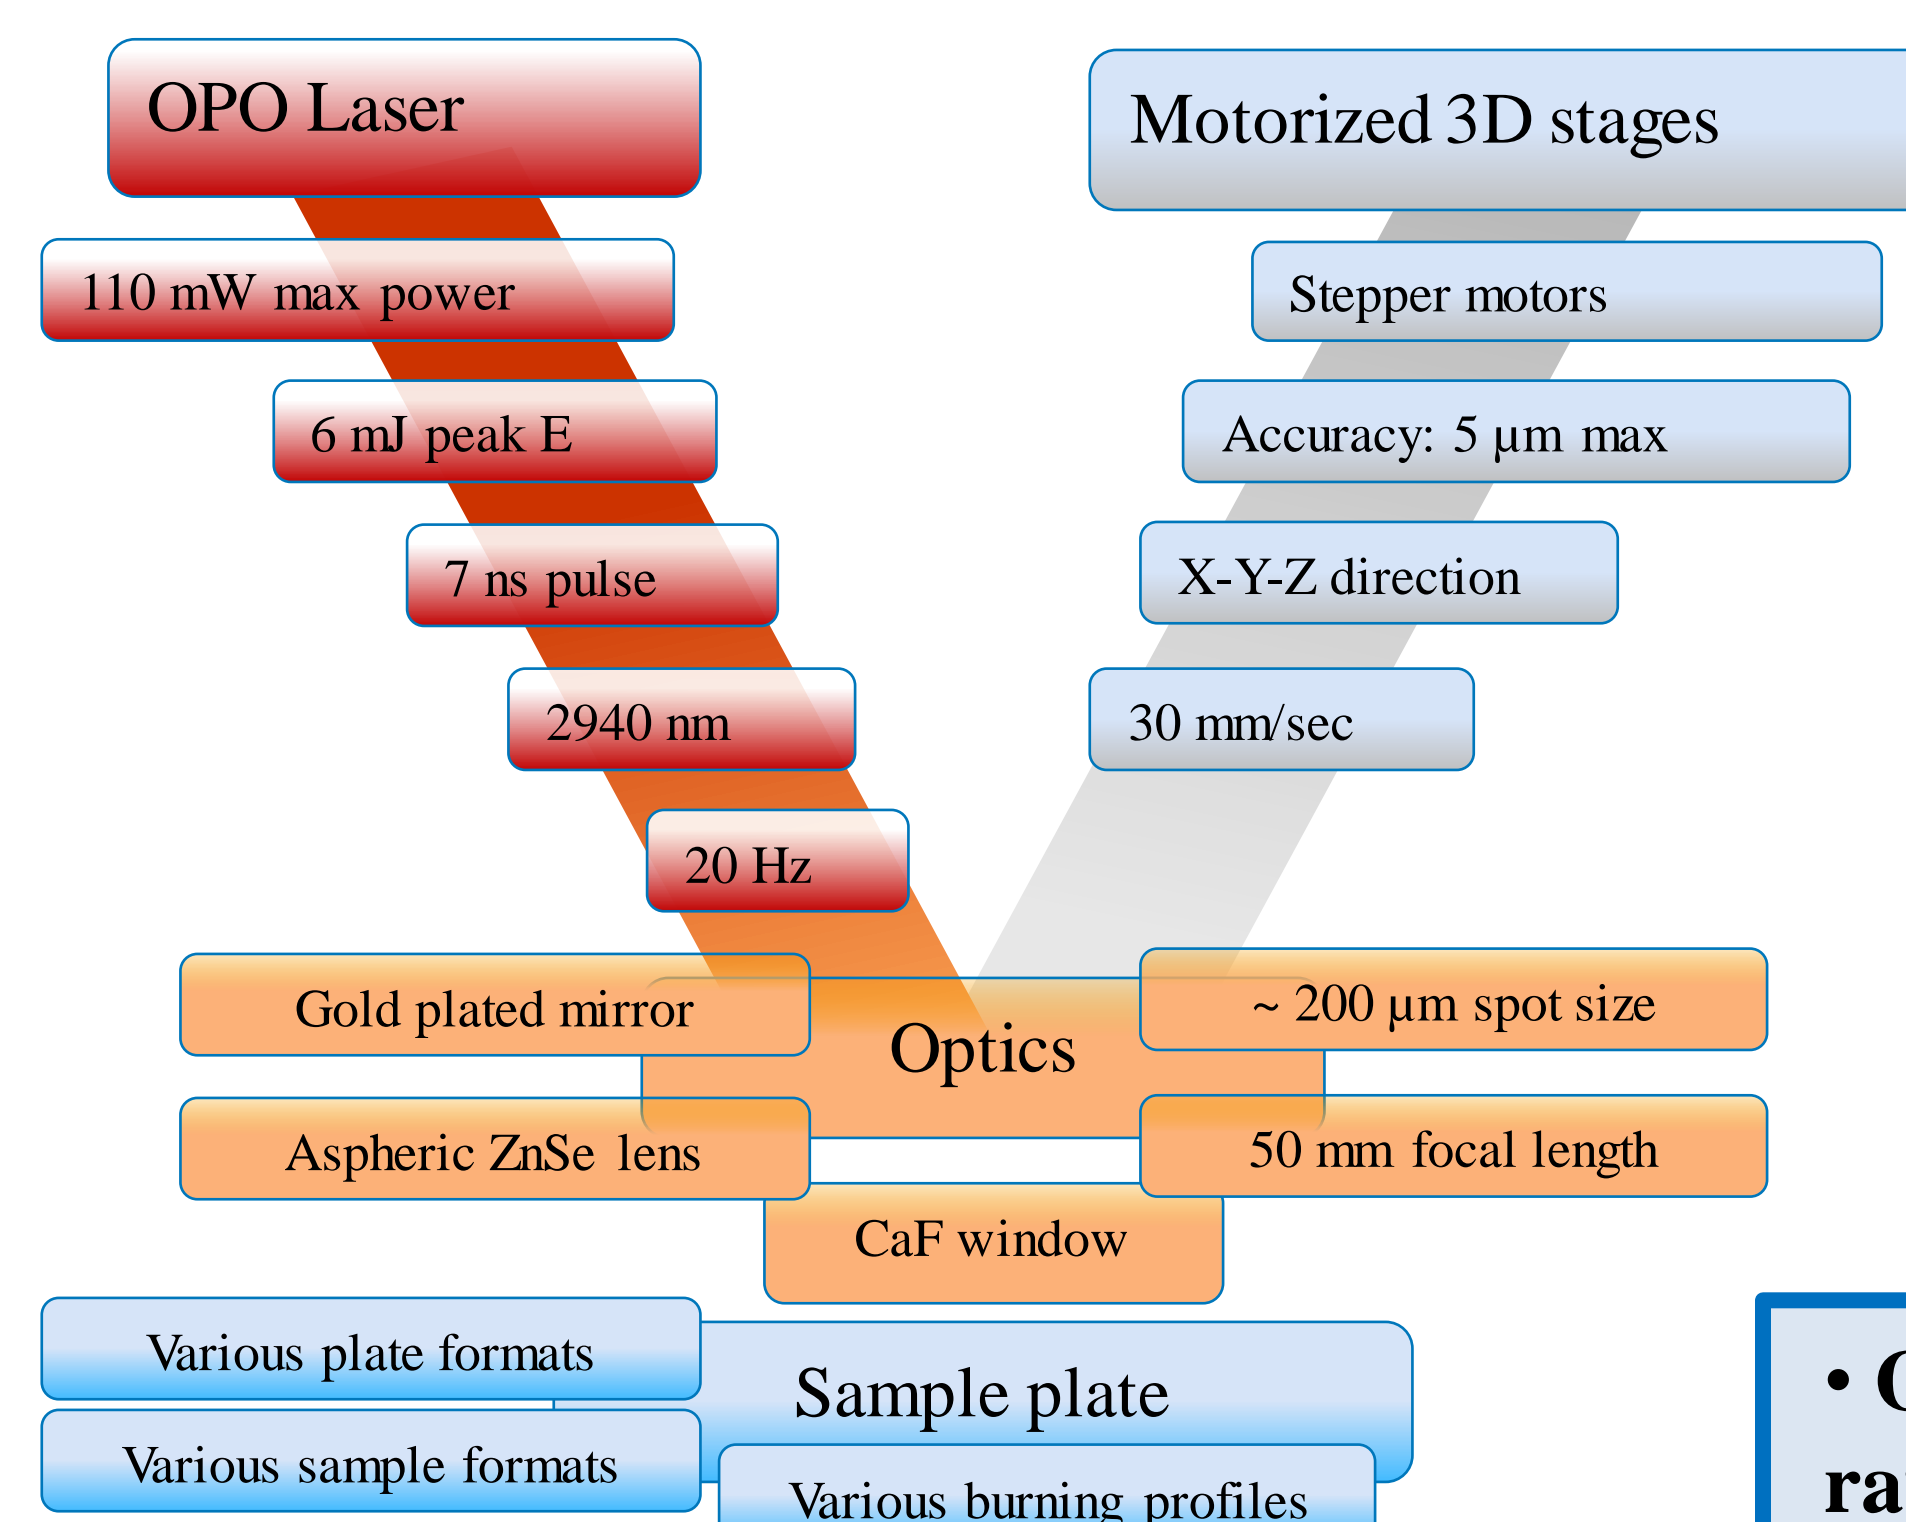 OPO Laser
Motorized 3D stages
110 mW max power
Stepper motors
6 mJ peak E
Accuracy: 5 µm max
7 ns pulse
X-Y-Z direction
2940 nm
30 mm/sec
20 Hz
Gold plated mirror
~ 200 µm spot size
Optics
Aspheric ZnSe lens
50 mm focal length
CaF window
Various plate formats
Sample plate
Various sample formats
Various burning profiles